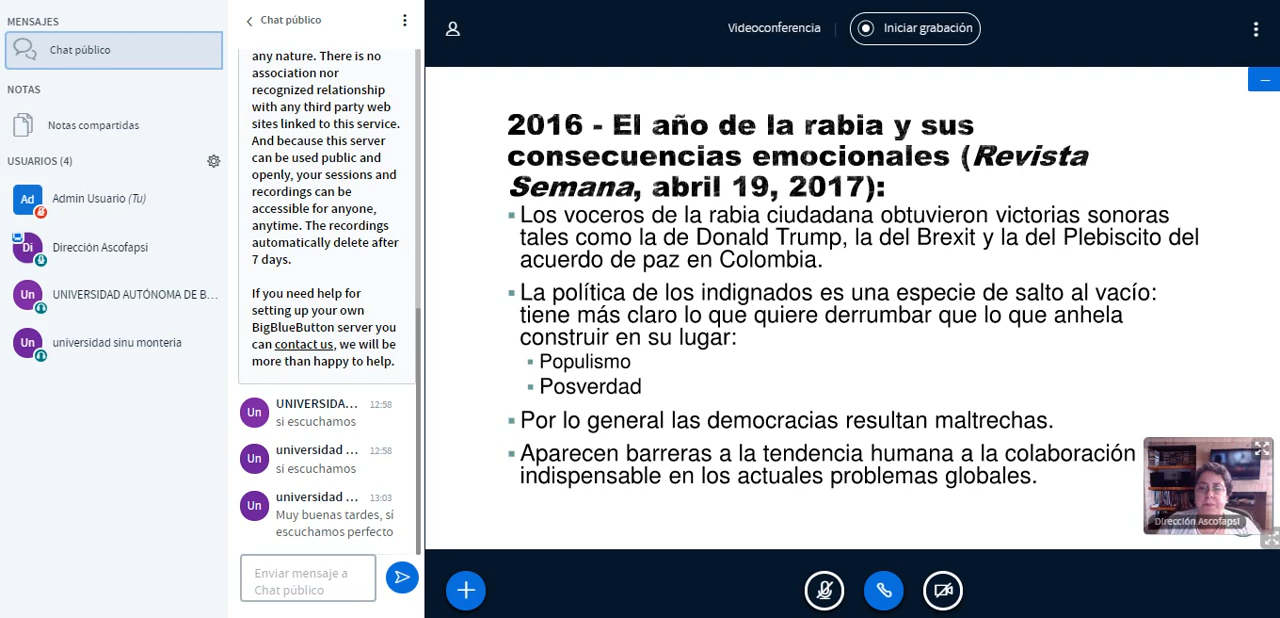 MENSAJES
Chat público
NOTAS
Notas compartidas
USUARIOS (4)
Ad
Admin Usuario (Tu)
Di
Dirección Ascofapsi
Un
UNIVERSIDAD AUTÓNOMA DE B...
Un
universidad sinu monteria
Chat público
any nature. There is no
association nor
recognized relationship
with any third party web
sites linked to this service.
And because this server
can be used public and
openly, your sessions and
recordings can be
accessible for anyone,
anytime. The recordings
automatically delete after
7 days.
If you need help for
setting up your own
BigBlueButton server you
can contact us, we will be
more than happy to help.
Un
UNIVERSIDA... 12:58
si escuchamos
Un
universidad ... 12:58
si escuchamos
Un
universidad ... 13:03
Muy buenas tardes, sí
escuchamos perfecto
Enviar mensaje a
Chat público
Videoconferencia
Iniciar grabación
2016 - El año de la rabia y sus
consecuencias emocionales (Revista
Semana, abril 19, 2017):
Los voceros de la rabia ciudadana obtuvieron victorias sonoras
tales como la de Donald Trump, la del Brexit y la del Plebiscito del
acuerdo de paz en Colombia.
La política de los indignados es una especie de salto al vacío:
tiene más claro lo que quiere derrumbar que lo que anhela
construir en su lugar:
Populismo
Posverdad
Por lo general las democracias resultan maltrechas.
Aparecen barreras a la tendencia humana a la colaboración
indispensable en los actuales problemas globales.
Dirección Ascofapsi